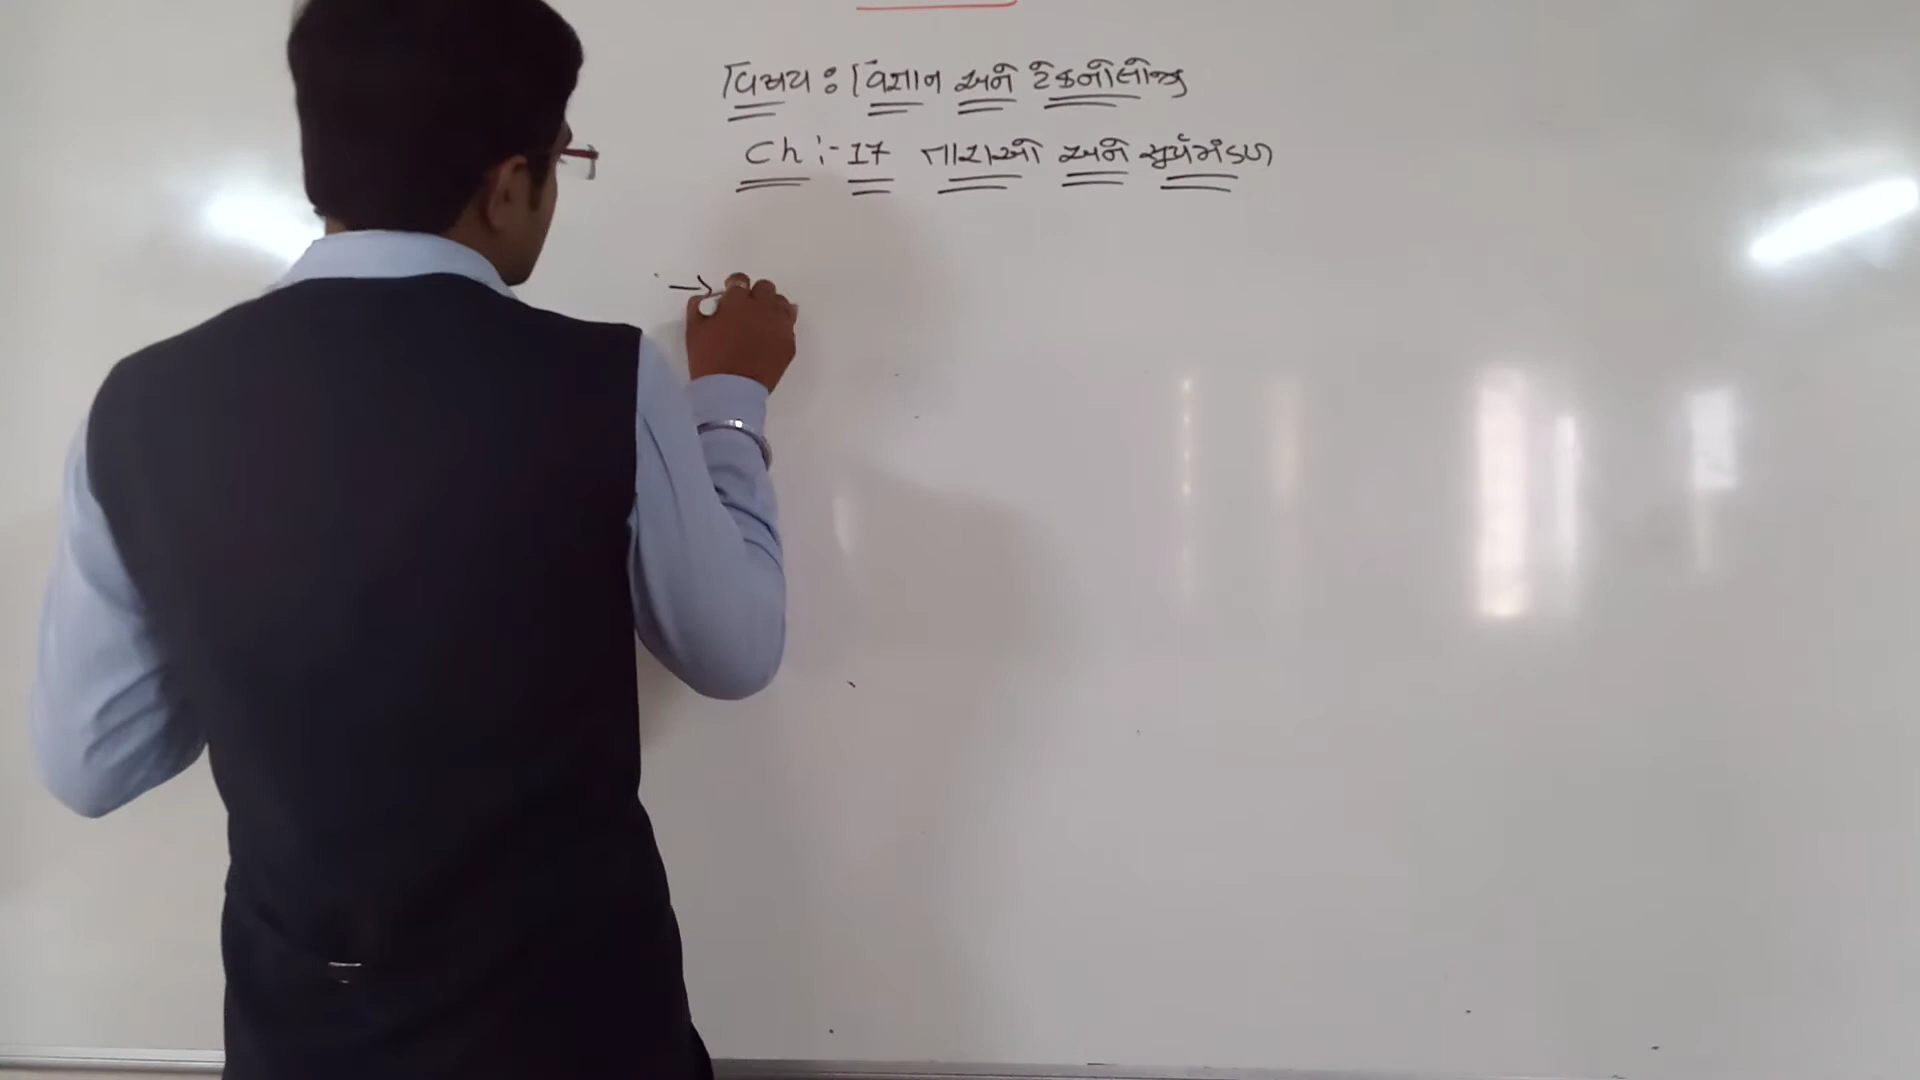 વિષય : વિજ્ઞાન અને ટેકનોલોજી
Ch :- 17 તારાઓ અને સુર્યમંડળ
→